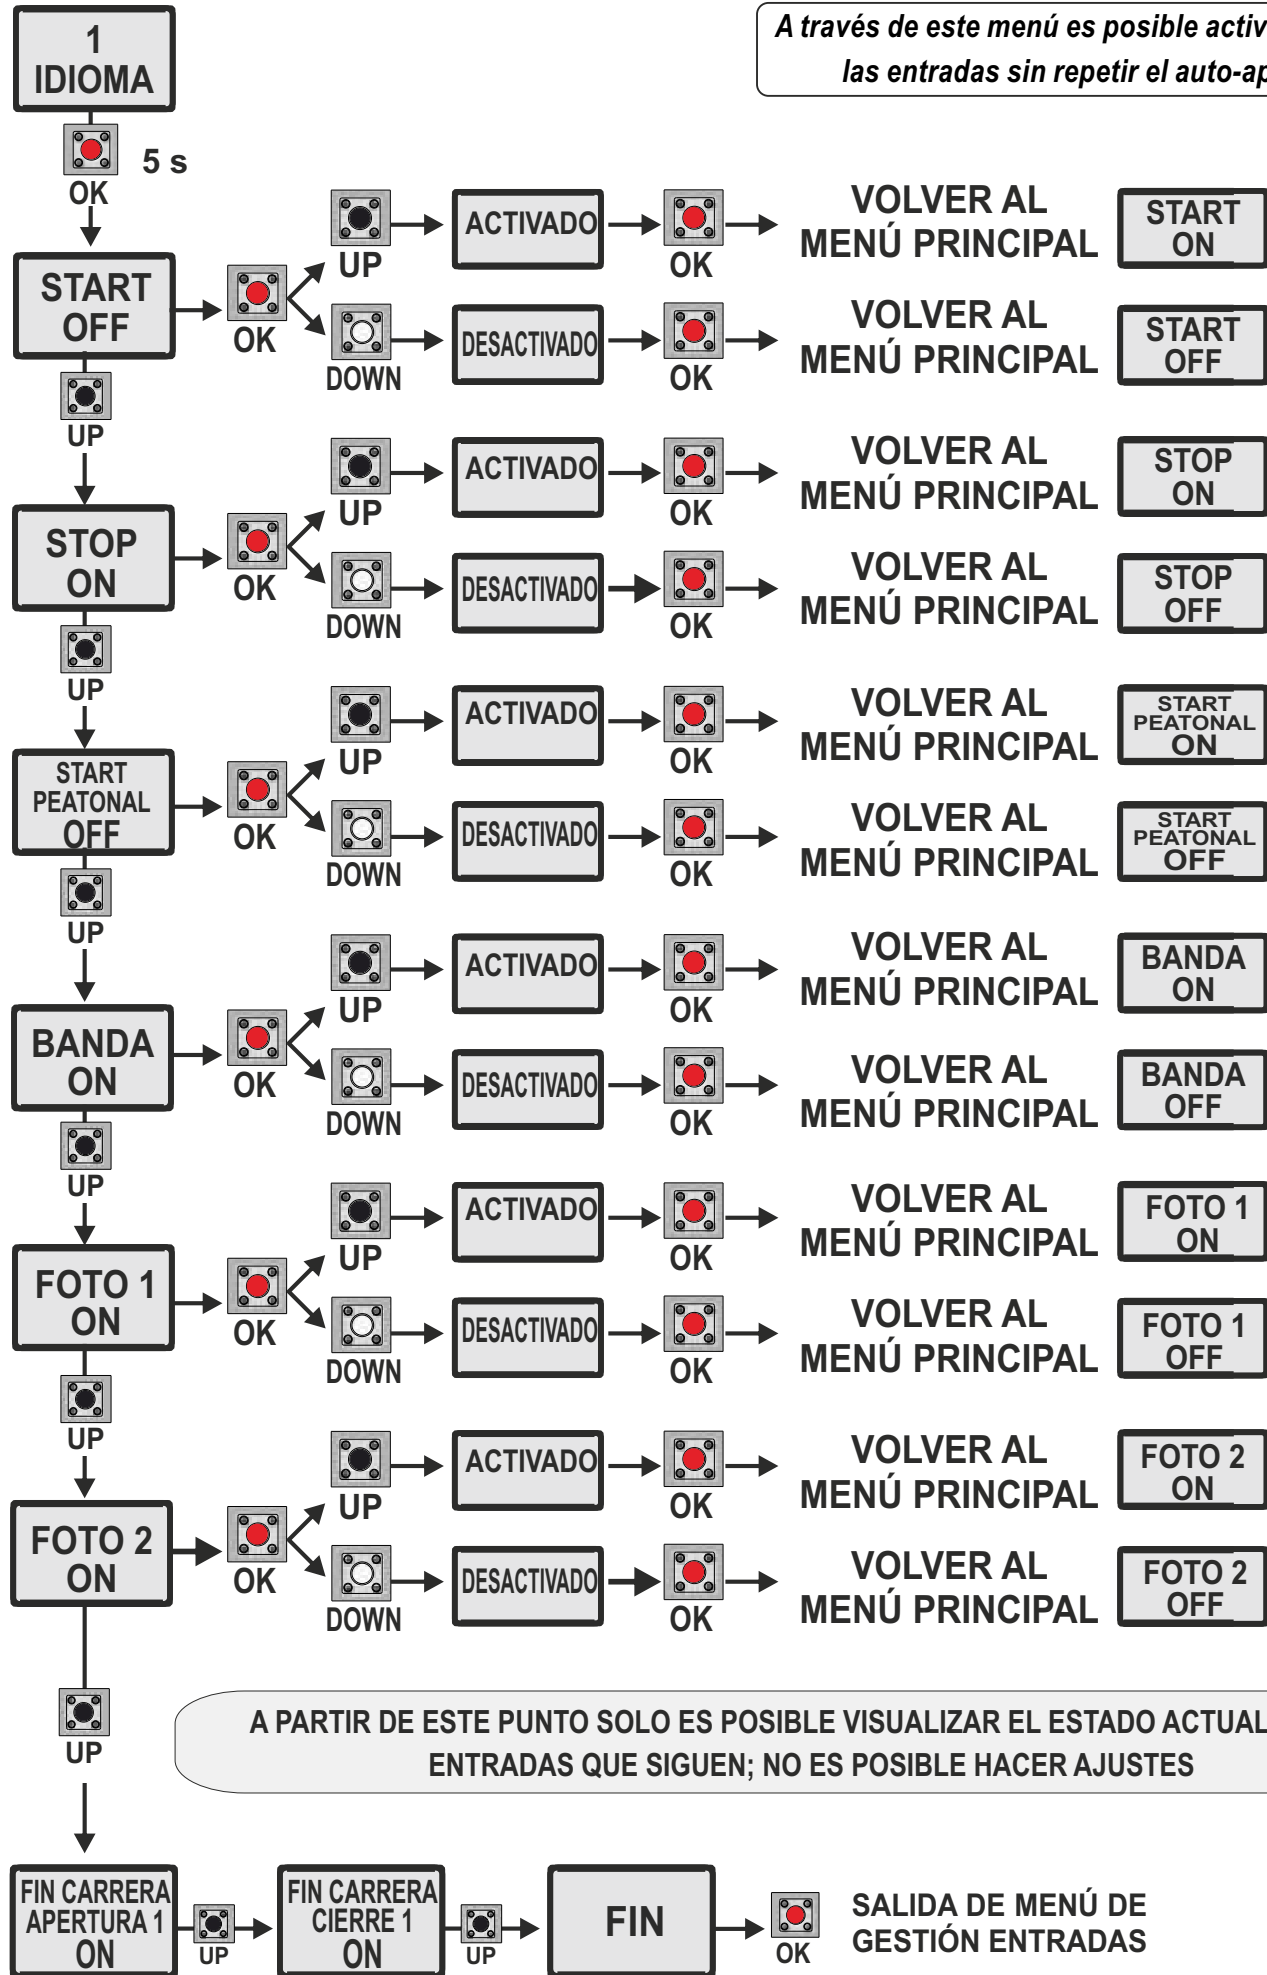 1
IDIOMA
A través de este menú es posible activ
las entradas sin repetir el auto-ap
5 s
OK
START
OFF
OK
UP
ACTIVADO
OK
VOLVER AL
MENÚ PRINCIPAL
START
ON
DOWN
DESACTIVADO
OK
VOLVER AL
MENÚ PRINCIPAL
START
OFF
UP
STOP
ON
OK
UP
ACTIVADO
OK
VOLVER AL
MENÚ PRINCIPAL
STOP
ON
DOWN
DESACTIVADO
OK
VOLVER AL
MENÚ PRINCIPAL
STOP
OFF
UP
START
PEATONAL
OFF
OK
UP
ACTIVADO
OK
VOLVER AL
MENÚ PRINCIPAL
START
PEATONAL
ON
DOWN
DESACTIVADO
OK
VOLVER AL
MENÚ PRINCIPAL
START
PEATONAL
OFF
UP
BANDA
ON
OK
UP
ACTIVADO
OK
VOLVER AL
MENÚ PRINCIPAL
BANDA
ON
DOWN
DESACTIVADO
OK
VOLVER AL
MENÚ PRINCIPAL
BANDA
OFF
UP
FOTO 1
ON
OK
UP
ACTIVADO
OK
VOLVER AL
MENÚ PRINCIPAL
FOTO 1
ON
DOWN
DESACTIVADO
OK
VOLVER AL
MENÚ PRINCIPAL
FOTO 1
OFF
UP
FOTO 2
ON
OK
UP
ACTIVADO
OK
VOLVER AL
MENÚ PRINCIPAL
FOTO 2
ON
DOWN
DESACTIVADO
OK
VOLVER AL
MENÚ PRINCIPAL
FOTO 2
OFF
UP
A PARTIR DE ESTE PUNTO SOLO ES POSIBLE VISUALIZAR EL ESTADO ACTUAL
ENTRADAS QUE SIGUEN; NO ES POSIBLE HACER AJUSTES
FIN CARRERA
APERTURA 1
ON
UP
FIN CARRERA
CIERRE 1
ON
UP
FIN
OK
SALIDA DE MENÚ DE
GESTIÓN ENTRADAS